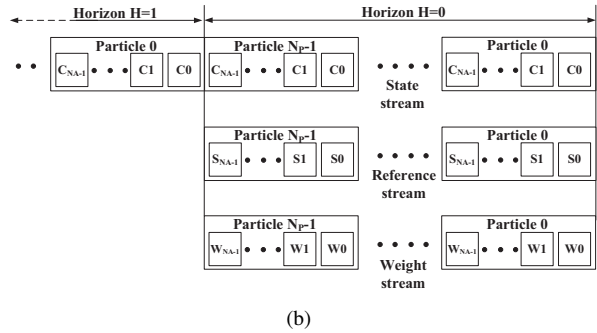 Horizon H=1 Horizon H=0
Particle 0 Particle N_P-1 Particle 0
•• C_NA-1 ••• C1 C0 C_NA-1 ••• C1 C0 •••• C_NA-1 ••• C1 C0
State
stream
Particle N_P-1 Particle 0
S_NA-1 ••• S1 S0 •••• S_NA-1 ••• S1 S0
Reference
stream
Particle N_P-1 Particle 0
W_NA-1 ••• W1 W0 •••• W_NA-1 ••• W1 W0
Weight
stream
(b)